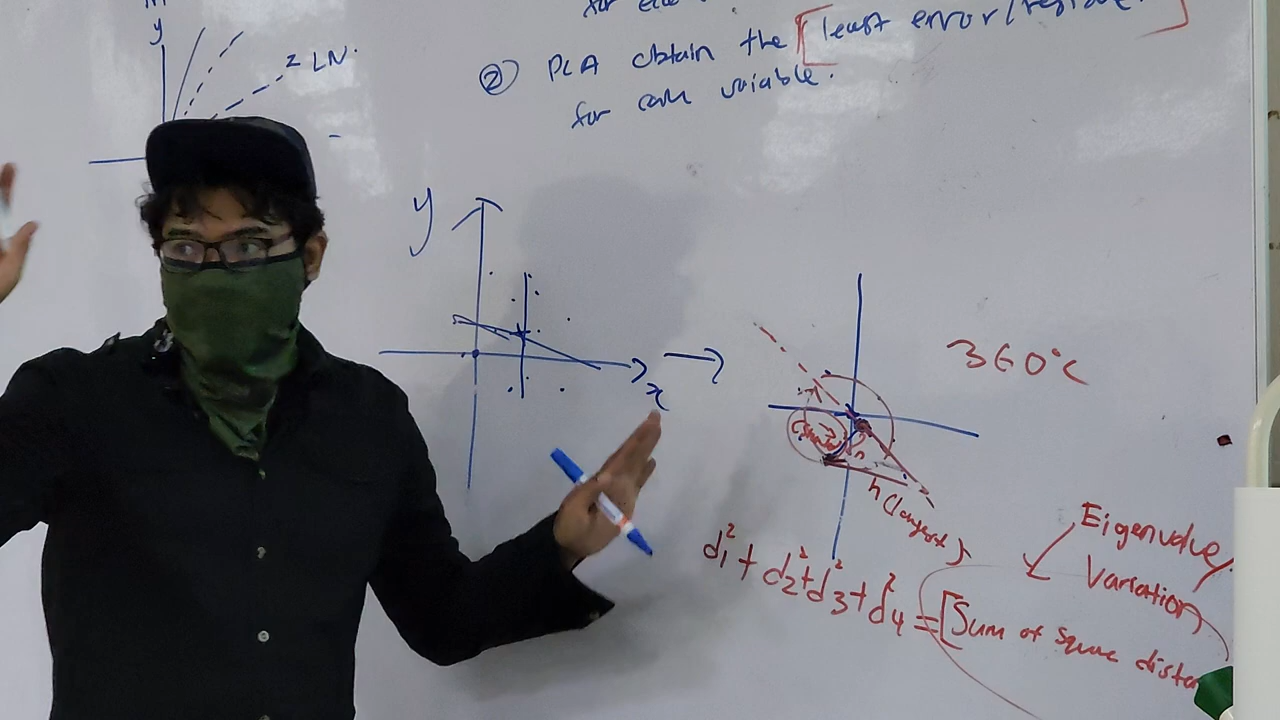 y
2 LN.
for
② PCA obtain the [least error/
for each variable.
y
x
360°C
h (largest)
Eigenvalue/
Variation
d₁² + d₂² + d₃² + d₄² = [Sum of square dista